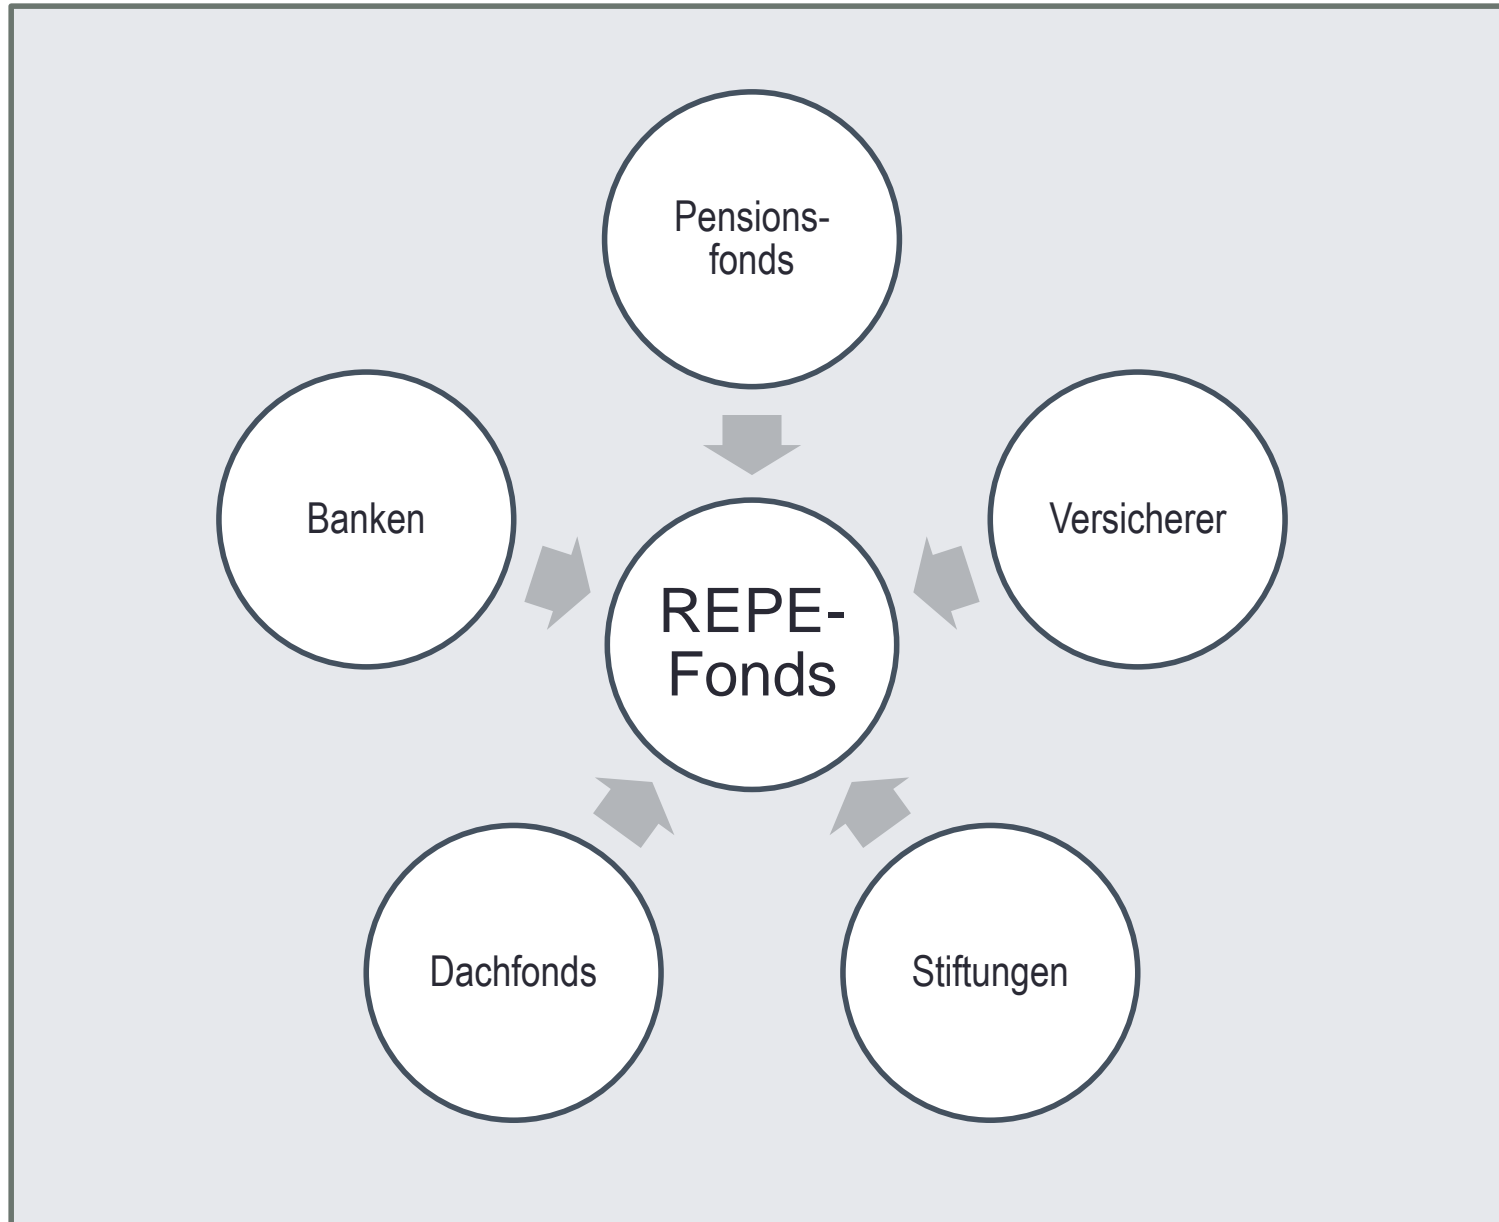 Pensions-
fonds
Banken
Versicherer
REPE-
Fonds
Dachfonds
Stiftungen